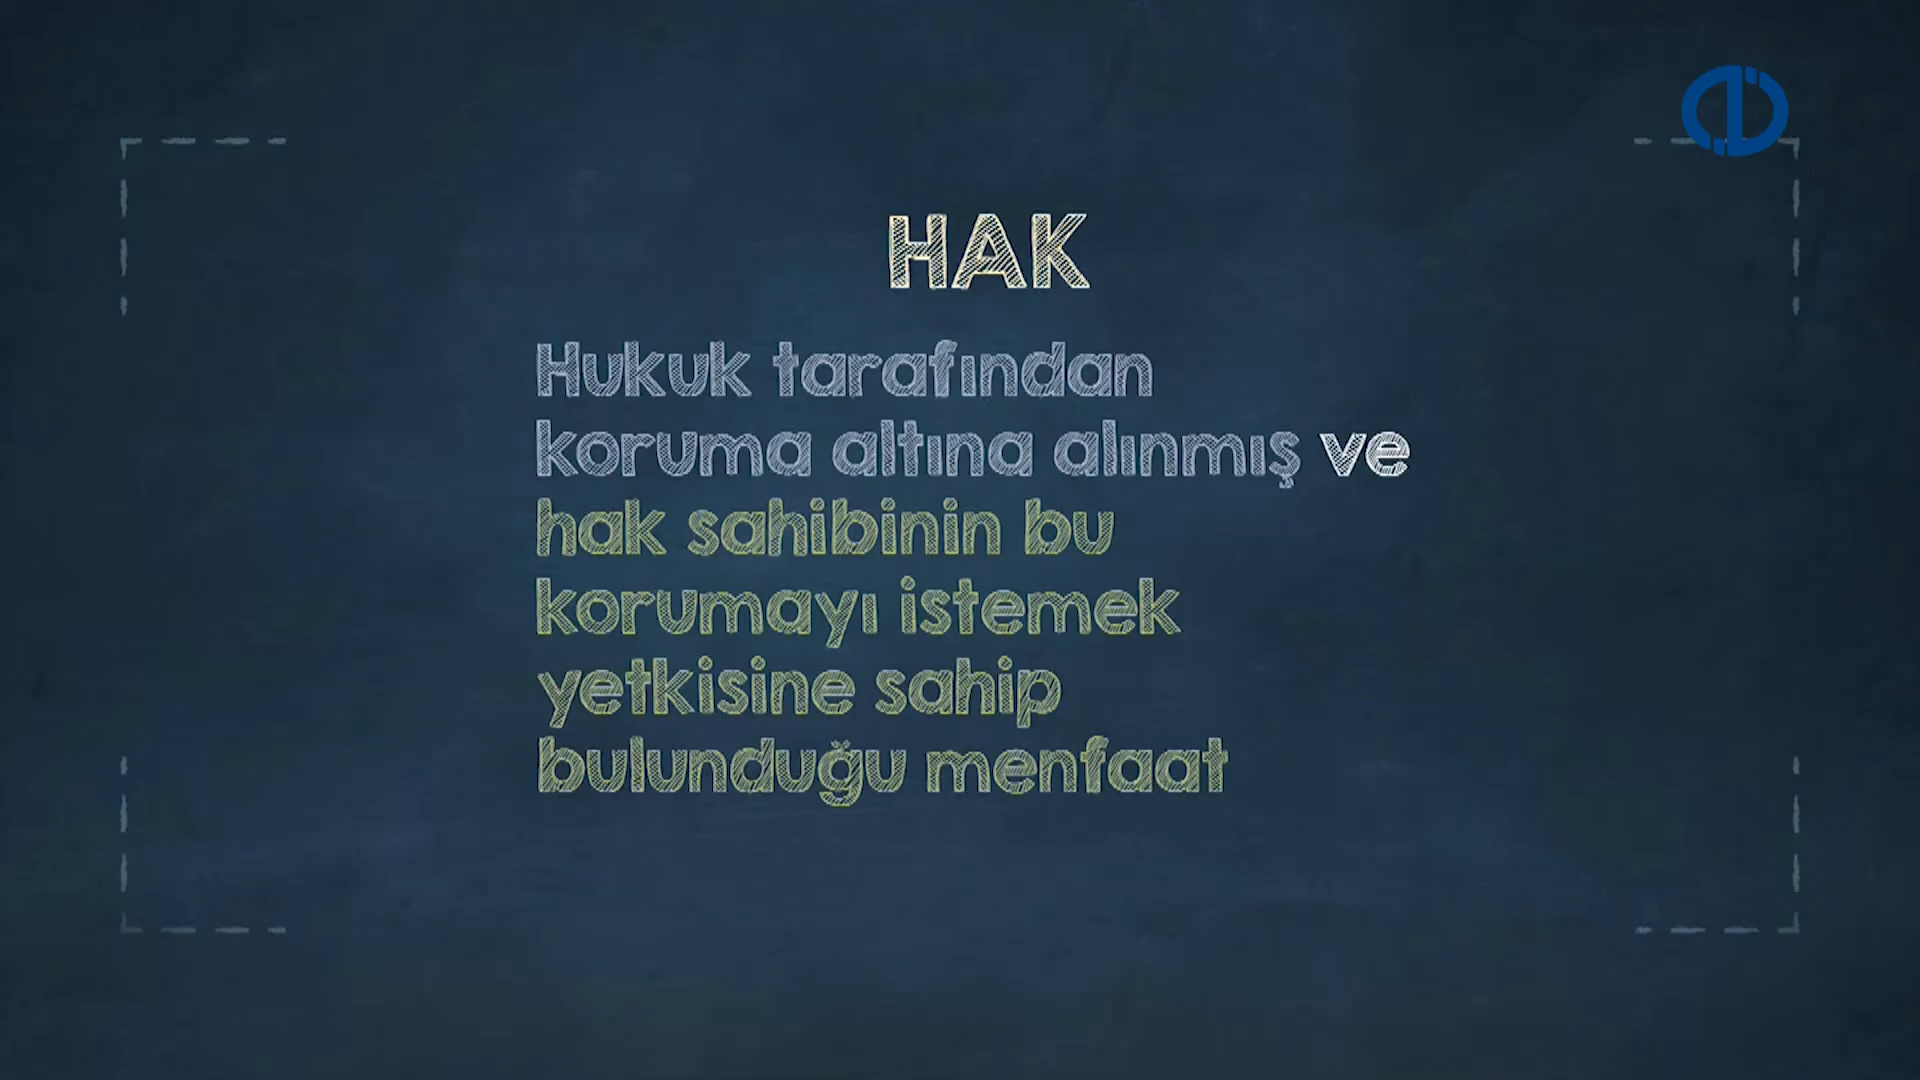 HAK
Hukuk tarafından
koruma altına alınmış ve
hak sahibinin bu
korumayı istemek
yetkisine sahip
bulunduğu menfaat